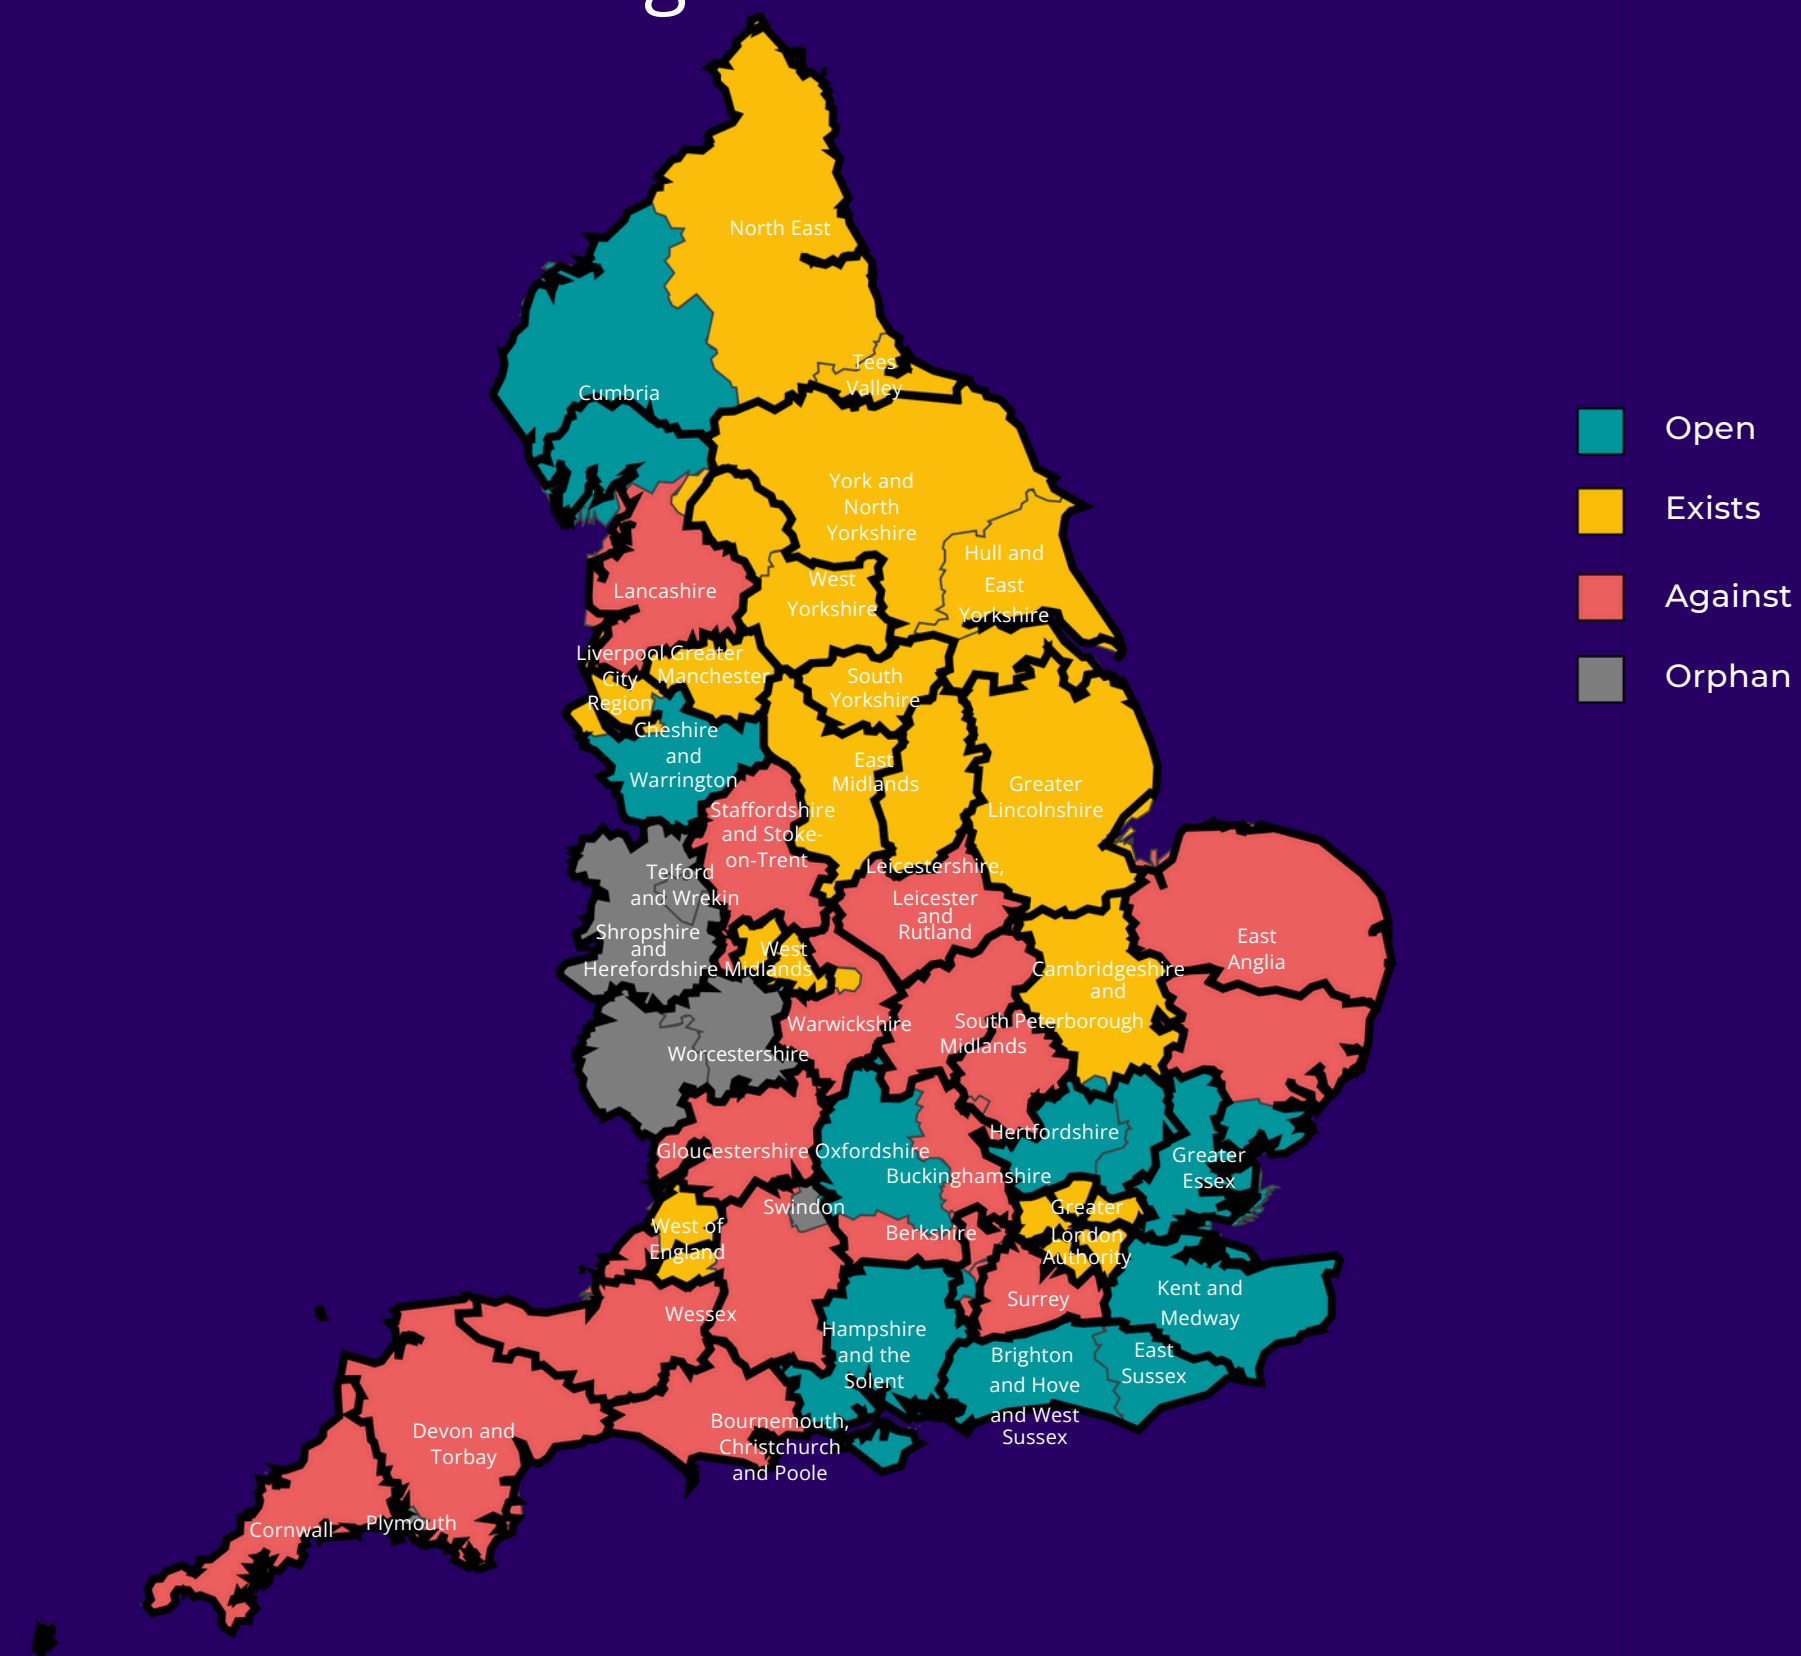 g
North East
Cumbria
Tees
Valley
York and
North
Yorkshire
Hull and
East
Yorkshire
West
Yorkshire
Lancashire
Liverpool
City
Region
Greater
Manchester
South
Yorkshire
Cheshire
and
Warrington
East
Midlands
Greater
Lincolnshire
Staffordshire
and Stoke-
on-Trent
Telford
and Wrekin
Leicestershire,
Leicester
and
Rutland
Shropshire
and
Herefordshire
West
Midlands
East
Anglia
Cambridgeshire
and
Peterborough
South
Midlands
Warwickshire
Worcestershire
Hertfordshire
Gloucestershire
Oxfordshire
Buckinghamshire
Greater
Essex
Swindon
Greater
London
Authority
West of
England
Berkshire
Kent and
Medway
Surrey
Wessex
Hampshire
and the
Solent
Brighton
and Hove
and West
Sussex
East
Sussex
Bournemouth,
Christchurch
and Poole
Devon and
Torbay
Plymouth
Cornwall
Open
Exists
Against
Orphan